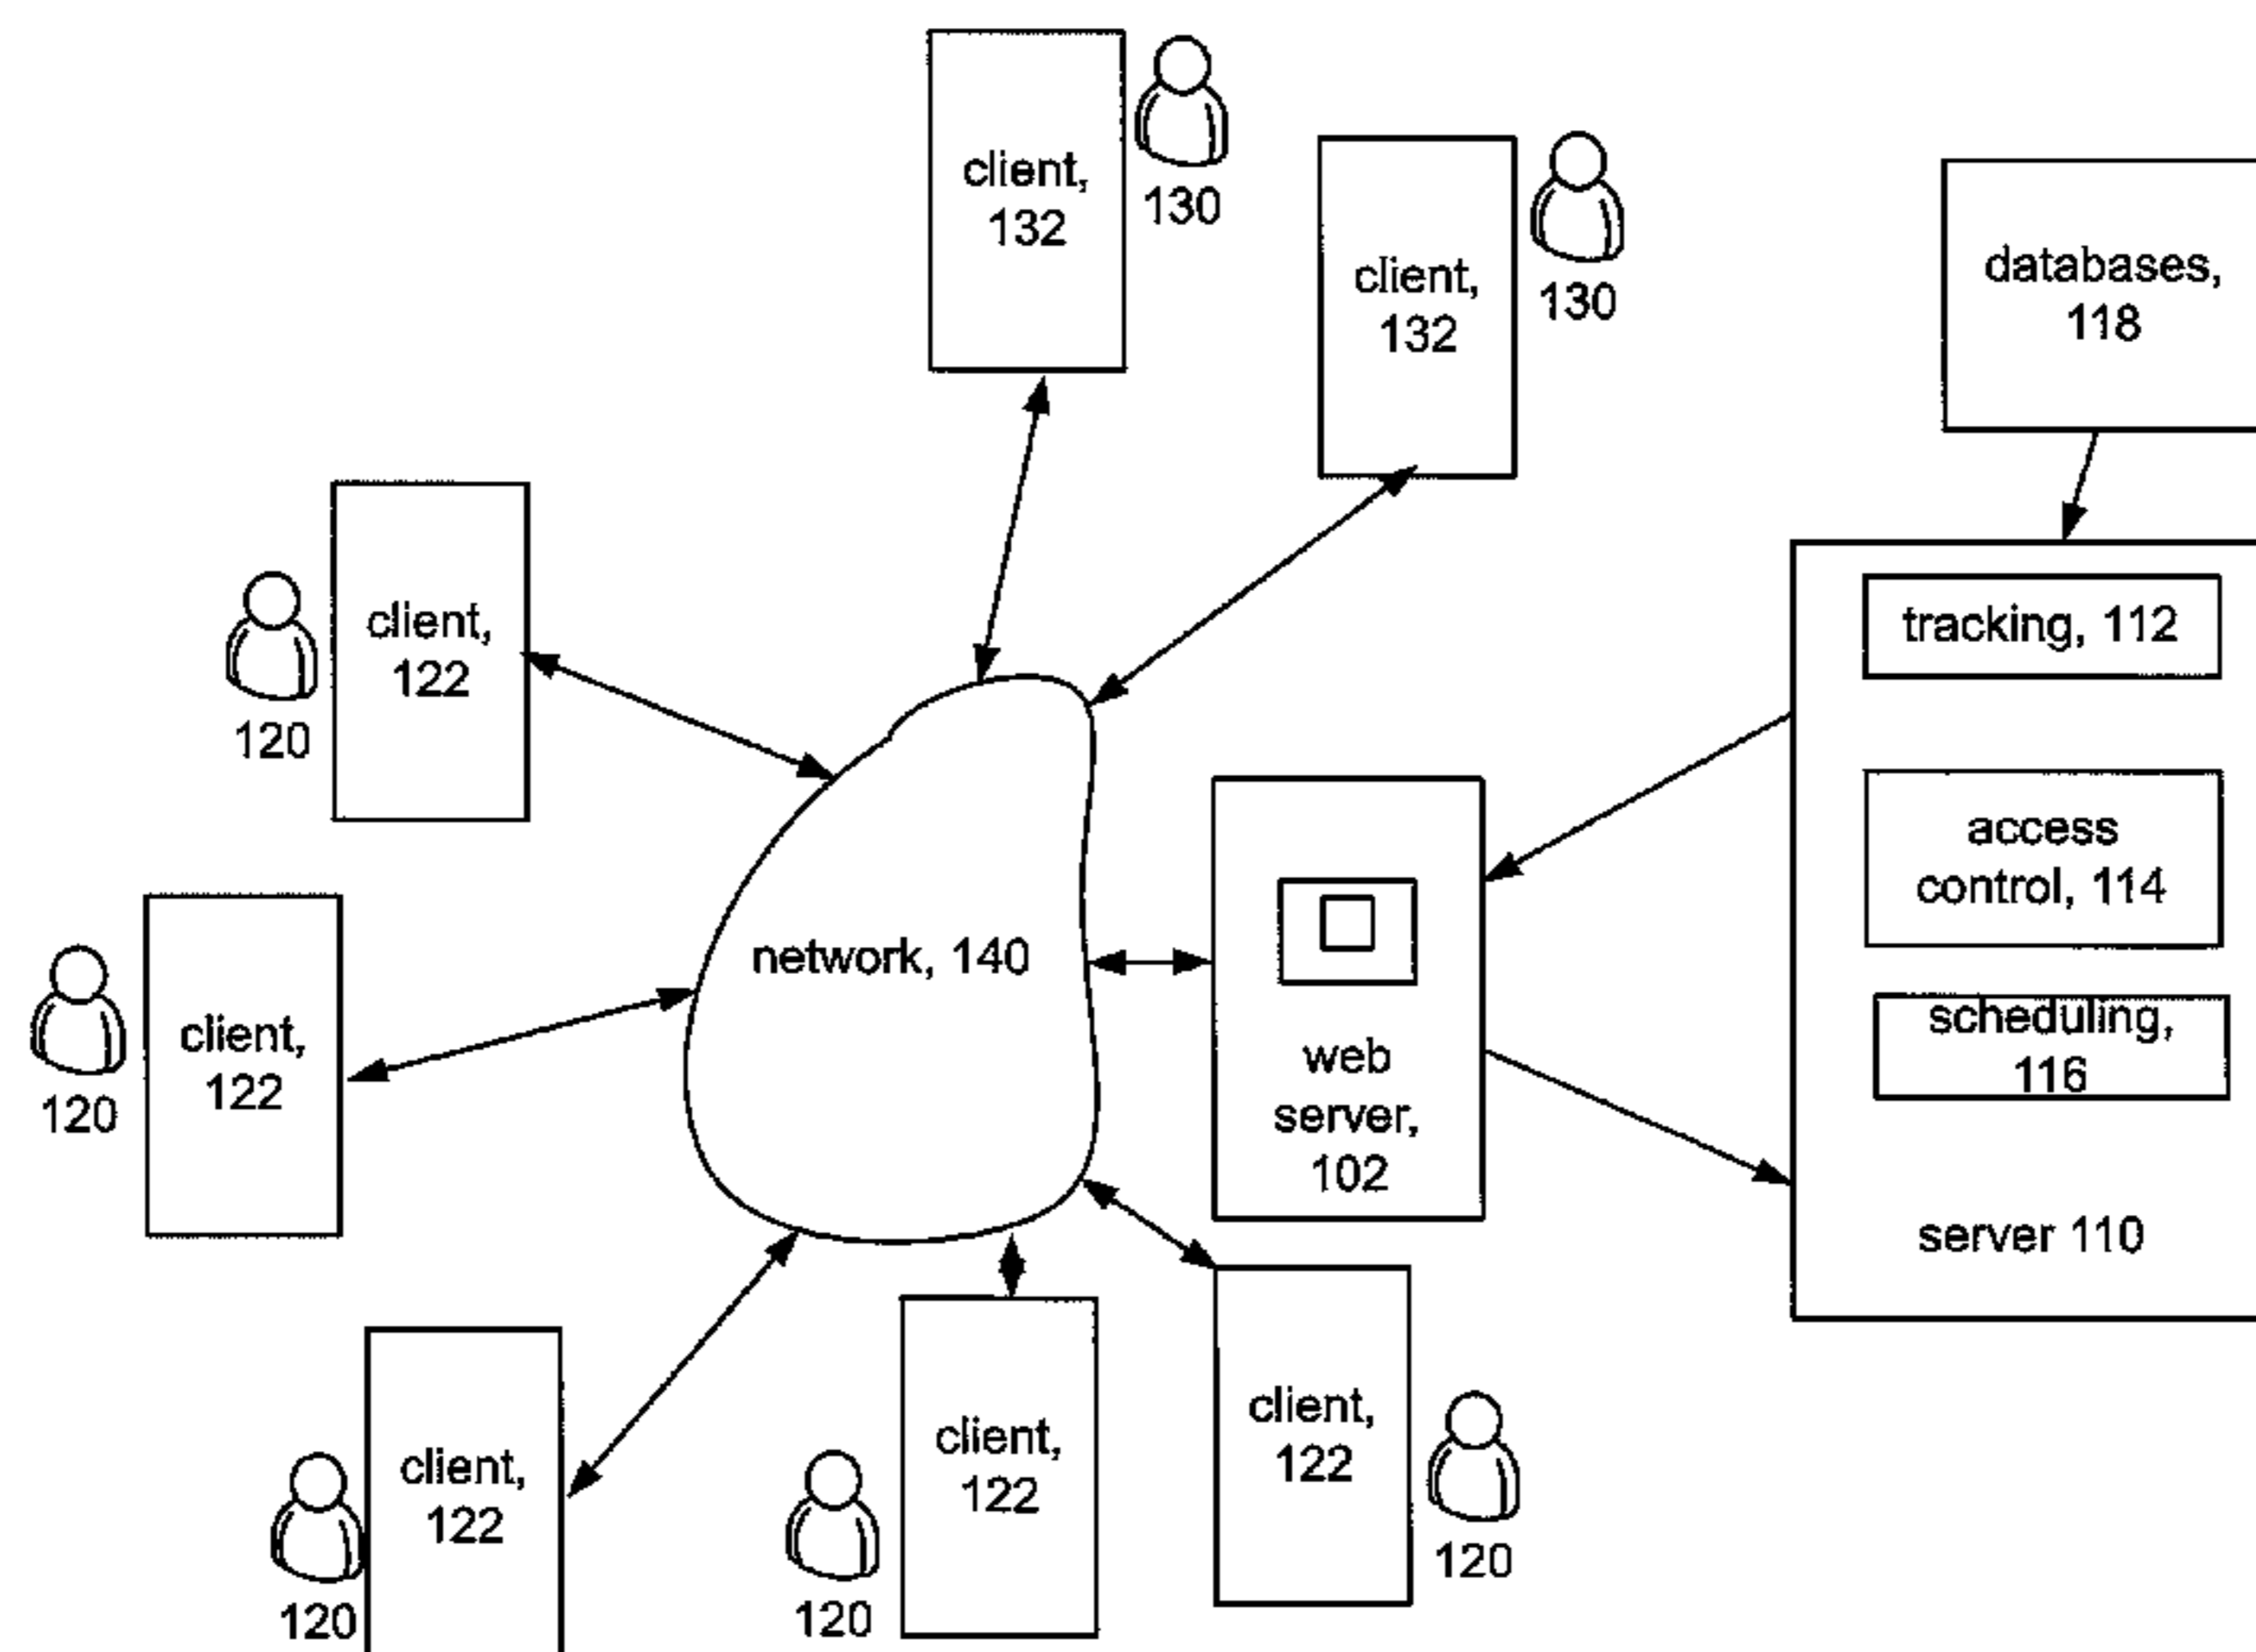 client,
132
130
client,
132
130
databases,
118
client,
122
120
tracking, 112
access
control, 114
scheduling,
116
server 110
network, 140
web
server,
102
client,
122
120
client,
122
120
client,
122
120
client,
122
120